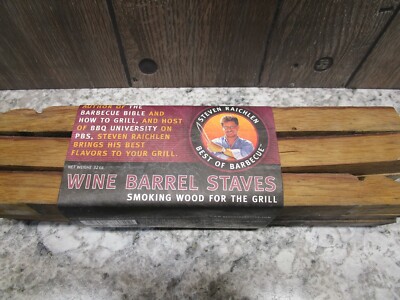 AUTHOR OF THE
BARBECUE BIBLE AND
HOW TO GRILL, AND HOST
OF BBQ UNIVERSITY ON
PBS, STEVEN RAICHLEN
BRINGS HIS BEST
FLAVORS TO YOUR GRILL.
STEVEN RAICHLEN
BEST OF BARBECUE
WINE BARREL STAVES
SMOKING WOOD FOR THE GRILL